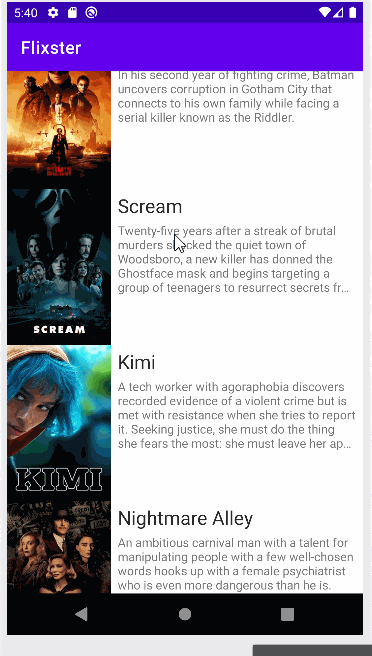 5:40
Flixster
In his second year of fighting crime, Batman
uncovers corruption in Gotham City that
connects to his own family while facing a
serial killer known as the Riddler.
Scream
Twenty-five years after a streak of brutal
murders shocked the quiet town of
Woodsboro, a new killer has donned the
Ghostface mask and begins targeting a
group of teenagers to resurrect secrets fr...
SCREAM
Kimi
A tech worker with agoraphobia discovers
recorded evidence of a violent crime but is
met with resistance when she tries to report
it. Seeking justice, she must do the thing
she fears the most: she must leave her ap...
KIMI
Nightmare Alley
An ambitious carnival man with a talent for
manipulating people with a few well-chosen
words hooks up with a female psychiatrist
who is even more dangerous than he is.